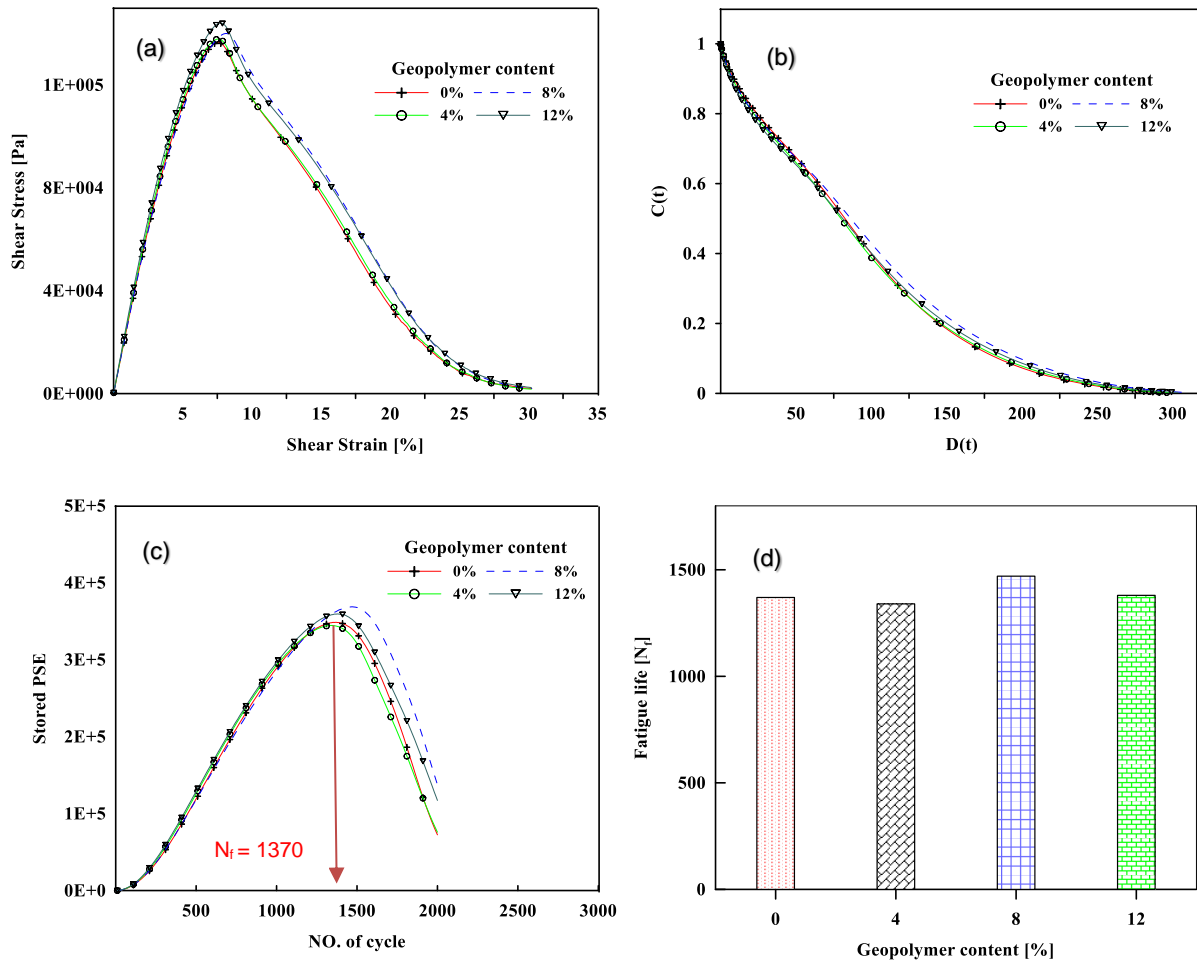 (a)
Geopolymer content
0% 8%
4% 12%
1E+005
8E+004
4E+004
0E+000
Shear Stress [Pa]
5 10 15 20 25 30 35
Shear Strain [%]
(b)
Geopolymer content
0% 8%
4% 12%
1
0.8
0.6
0.4
0.2
0
C(t)
50 100 150 200 250 300
D(t)
(c)
Geopolymer content
0% 8%
4% 12%
5E+5
4E+5
3E+5
2E+5
1E+5
0E+0
Stored PSE
Nf = 1370
500 1000 1500 2000 2500 3000
NO. of cycle
(d)
1500
1000
500
0
Fatigue life [Nf]
0 4 8 12
Geopolymer content [%]